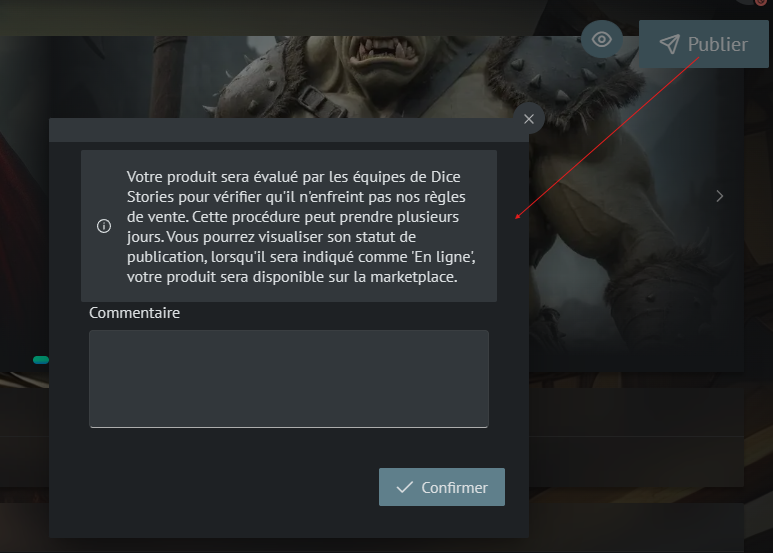 Publier
Votre produit sera évalué par les équipes de Dice
Stories pour vérifier qu'il n'enfreint pas nos règles
de vente. Cette procédure peut prendre plusieurs
jours. Vous pourrez visualiser son statut de
publication, lorsqu'il sera indiqué comme 'En ligne',
votre produit sera disponible sur la marketplace.
Commentaire
Confirmer